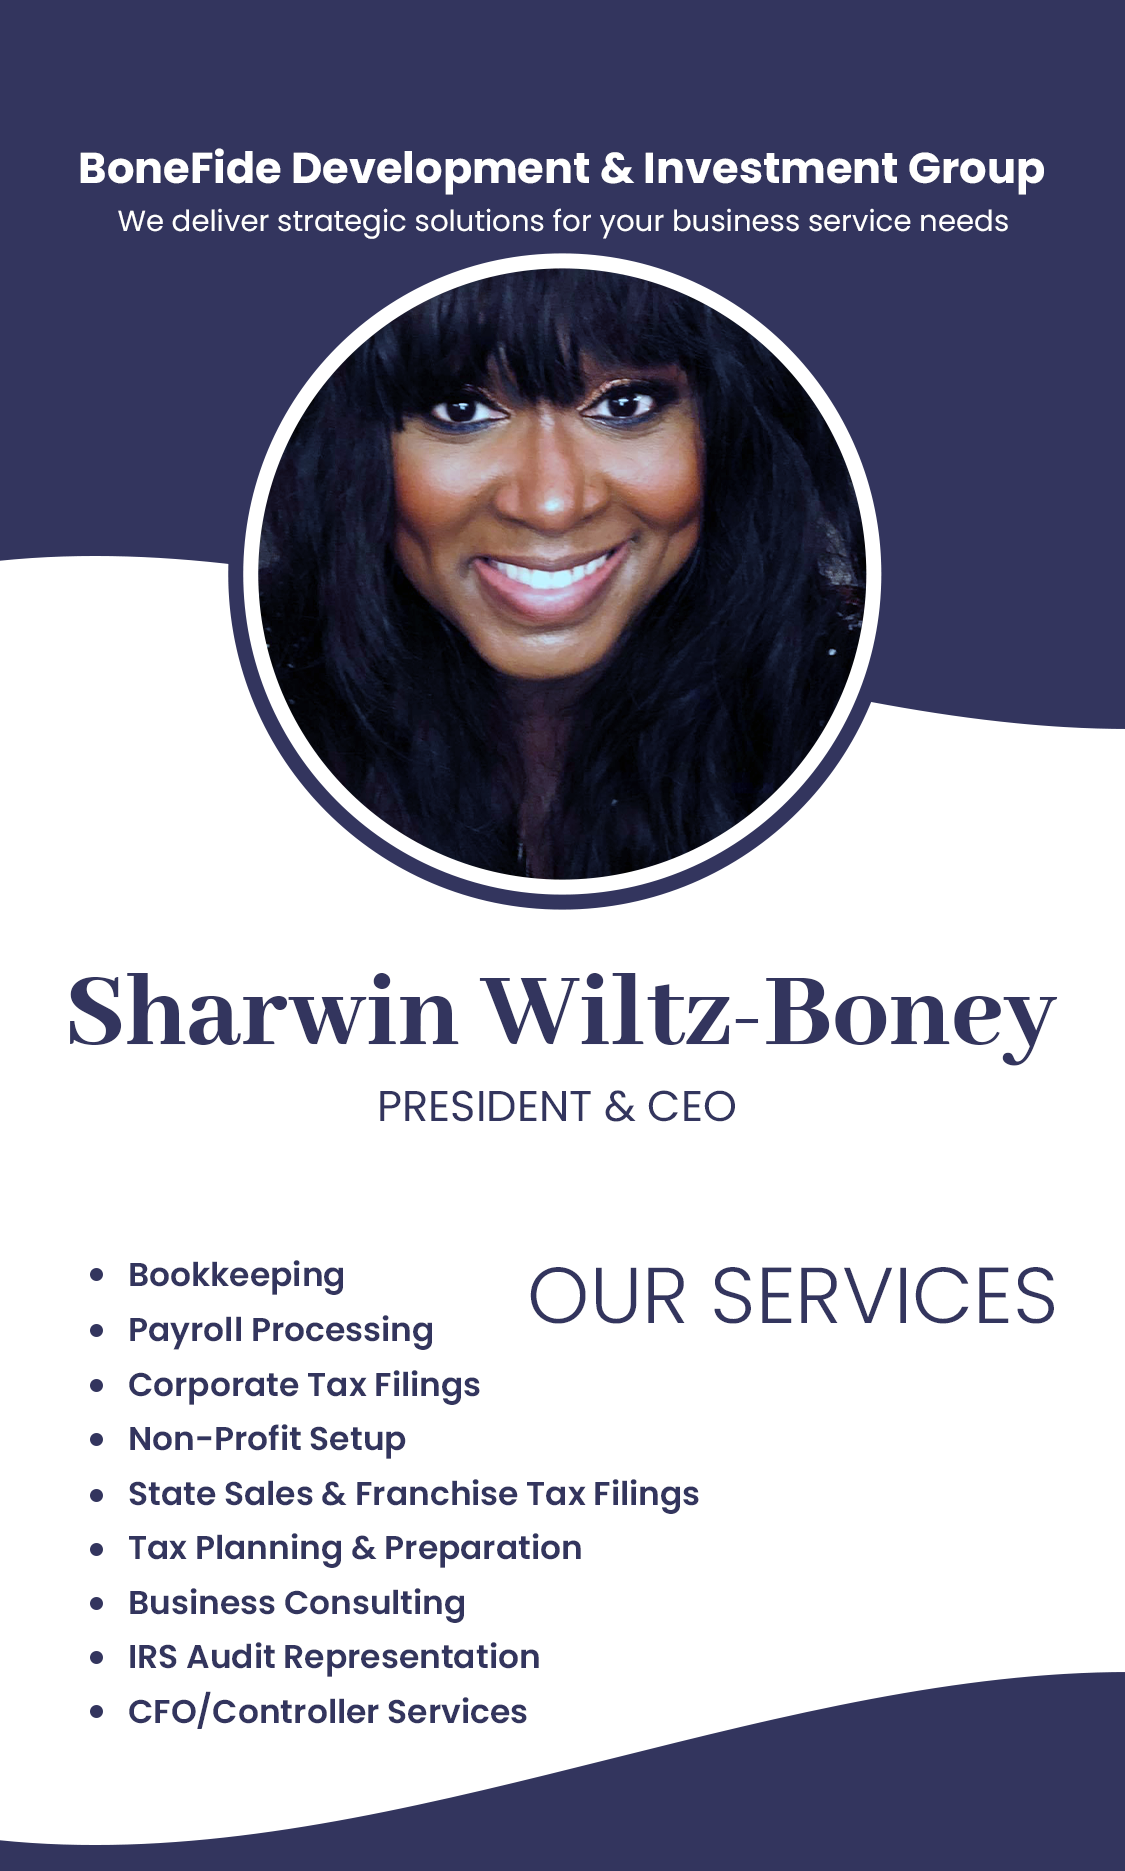 BoneFide Development & Investment Group
We deliver strategic solutions for your business service needs
Sharwin Wiltz-Boney
PRESIDENT & CEO
OUR SERVICES
Bookkeeping
Payroll Processing
Corporate Tax Filings
Non-Profit Setup
State Sales & Franchise Tax Filings
Tax Planning & Preparation
Business Consulting
IRS Audit Representation
CFO/Controller Services